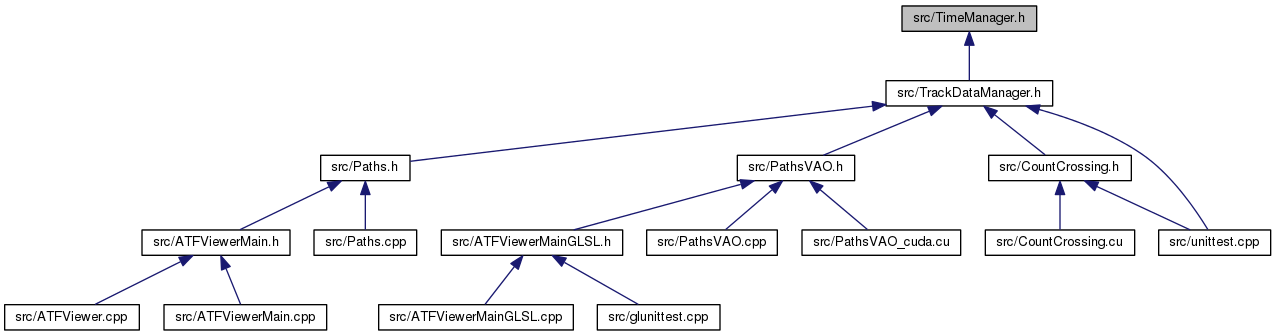 src/TimeManager.h
src/TrackDataManager.h
src/Paths.h
src/PathsVAO.h
src/CountCrossing.h
src/ATFViewerMain.h
src/Paths.cpp
src/ATFViewerMainGLSL.h
src/PathsVAO.cpp
src/PathsVAO_cuda.cu
src/CountCrossing.cu
src/unittest.cpp
src/ATFViewer.cpp
src/ATFViewerMain.cpp
src/ATFViewerMainGLSL.cpp
src/glunittest.cpp